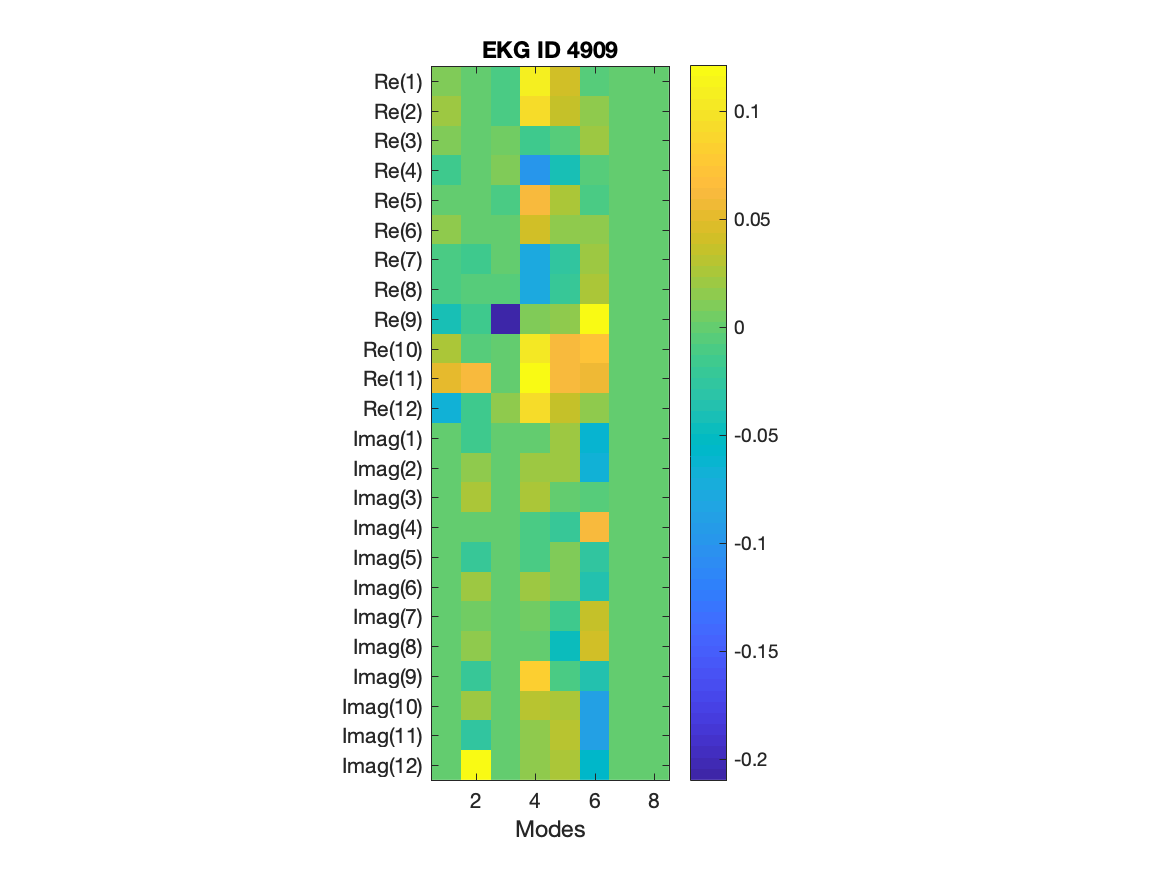 EKG ID 4909
Re(1)
Re(2)
Re(3)
Re(4)
Re(5)
Re(6)
Re(7)
Re(8)
Re(9)
Re(10)
Re(11)
Re(12)
Imag(1)
Imag(2)
Imag(3)
Imag(4)
Imag(5)
Imag(6)
Imag(7)
Imag(8)
Imag(9)
Imag(10)
Imag(11)
Imag(12)
2 4 6 8
Modes
0.1
0.05
0
-0.05
-0.1
-0.15
-0.2